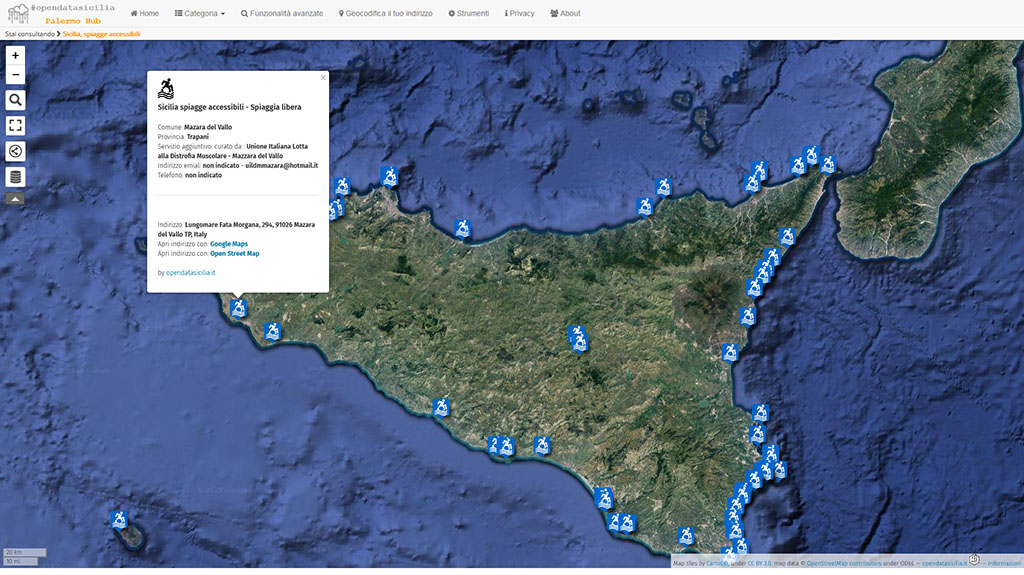 #opendatasicilia
Palermo Hub
Home
Categoria
Funzionalità avanzate
Geocodifica il tuo indirizzo
Strumenti
Privacy
About
Stai consultando > Sicilia, spiagge accessibili
+
−
×
Sicilia spiagge accessibili - Spiaggia libera
Comune: Mazara del Vallo
Provincia: Trapani
Servizio aggiuntivo: curato da : Unione Italiana Lotta
alla Distrofia Muscolare - Mazzara del Vallo
Indirizzo emial: non indicato - uildmmazara@hotmail.it
Telefono: non indicato
Indirizzo: Lungomare Fata Morgana, 294, 91026 Mazara
del Vallo TP, Italy
Apri indirizzo con: Google Maps
Apri indirizzo con: Open Street Map
by opendatasicilia.it
20 km
10 mi
Map tiles by CartoDB, under CC BY 3.0. map data © OpenStreetMap contributors under ODbL — opendatasicilia.it — Informazioni